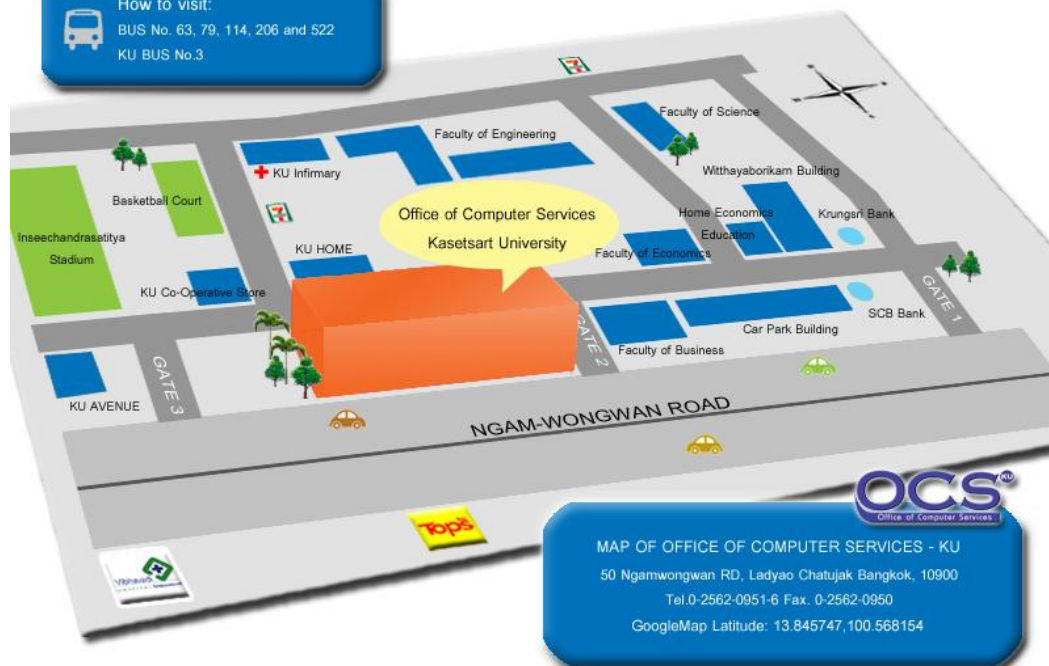 How to visit:
BUS No. 63, 79, 114, 206 and 522
KU BUS No.3
Faculty of Science
Faculty of Engineering
KU Infirmary
Witthayaborikam Building
Basketball Court
Office of Computer Services
Kasetsart University
Home Economics
Education
Krungsri Bank
Inseechandrasatitya
Stadium
KU HOME
Faculty of Economics
KU Co-Operative Store
GATE 1
SCB Bank
Car Park Building
GATE 2
Faculty of Business
GATE 3
KU AVENUE
NGAM-WONGWAN ROAD
Tops
OCS KU
Office of Computer Services
MAP OF OFFICE OF COMPUTER SERVICES - KU
50 Ngamwongwan RD, Ladyao Chatujak Bangkok, 10900
Tel.0-2562-0951-6 Fax. 0-2562-0950
GoogleMap Latitude: 13.845747,100.568154